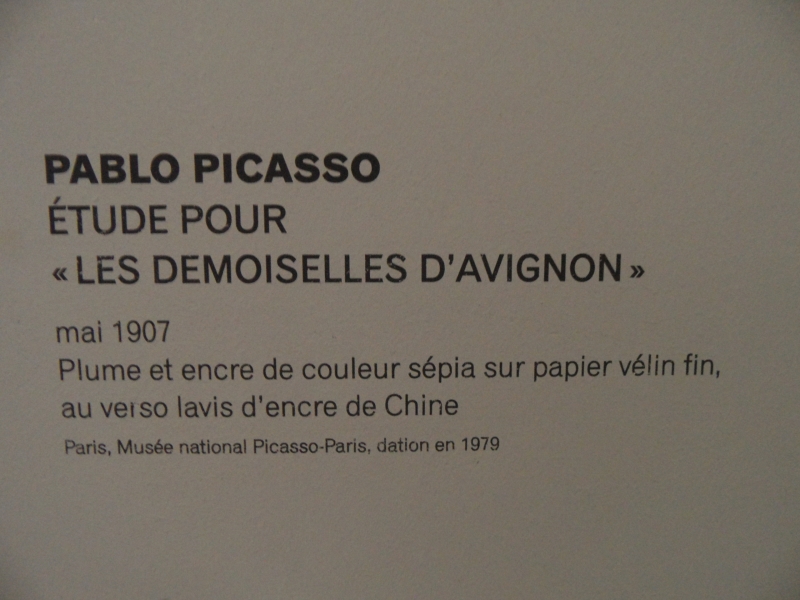 PABLO PICASSO
ÉTUDE POUR
« LES DEMOISELLES D'AVIGNON »
mai 1907
Plume et encre de couleur sépia sur papier vélin fin,
au verso lavis d'encre de Chine
Paris, Musée national Picasso-Paris, dation en 1979